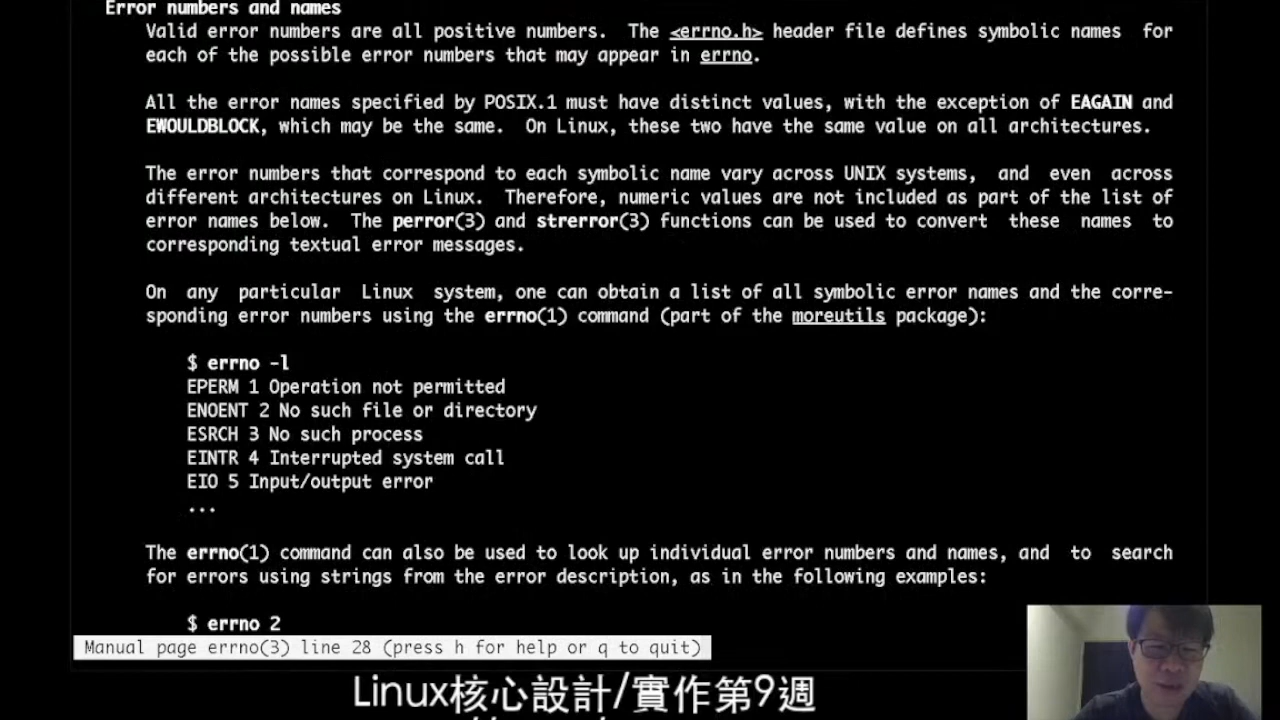 Error numbers and names
Valid error numbers are all positive numbers. The <errno.h> header file defines symbolic names for
each of the possible error numbers that may appear in errno.
All the error names specified by POSIX.1 must have distinct values, with the exception of EAGAIN and
EWOULDBLOCK, which may be the same. On Linux, these two have the same value on all architectures.
The error numbers that correspond to each symbolic name vary across UNIX systems, and even across
different architectures on Linux. Therefore, numeric values are not included as part of the list of
error names below. The perror(3) and strerror(3) functions can be used to convert these names to
corresponding textual error messages.
On any particular Linux system, one can obtain a list of all symbolic error names and the corre-
sponding error numbers using the errno(1) command (part of the moreutils package):
$ errno -l
EPERM 1 Operation not permitted
ENOENT 2 No such file or directory
ESRCH 3 No such process
EINTR 4 Interrupted system call
EIO 5 Input/output error
...
The errno(1) command can also be used to look up individual error numbers and names, and to search
for errors using strings from the error description, as in the following examples:
$ errno 2
Manual page errno(3) line 28 (press h for help or q to quit)
Linux核心設計/實作第9週